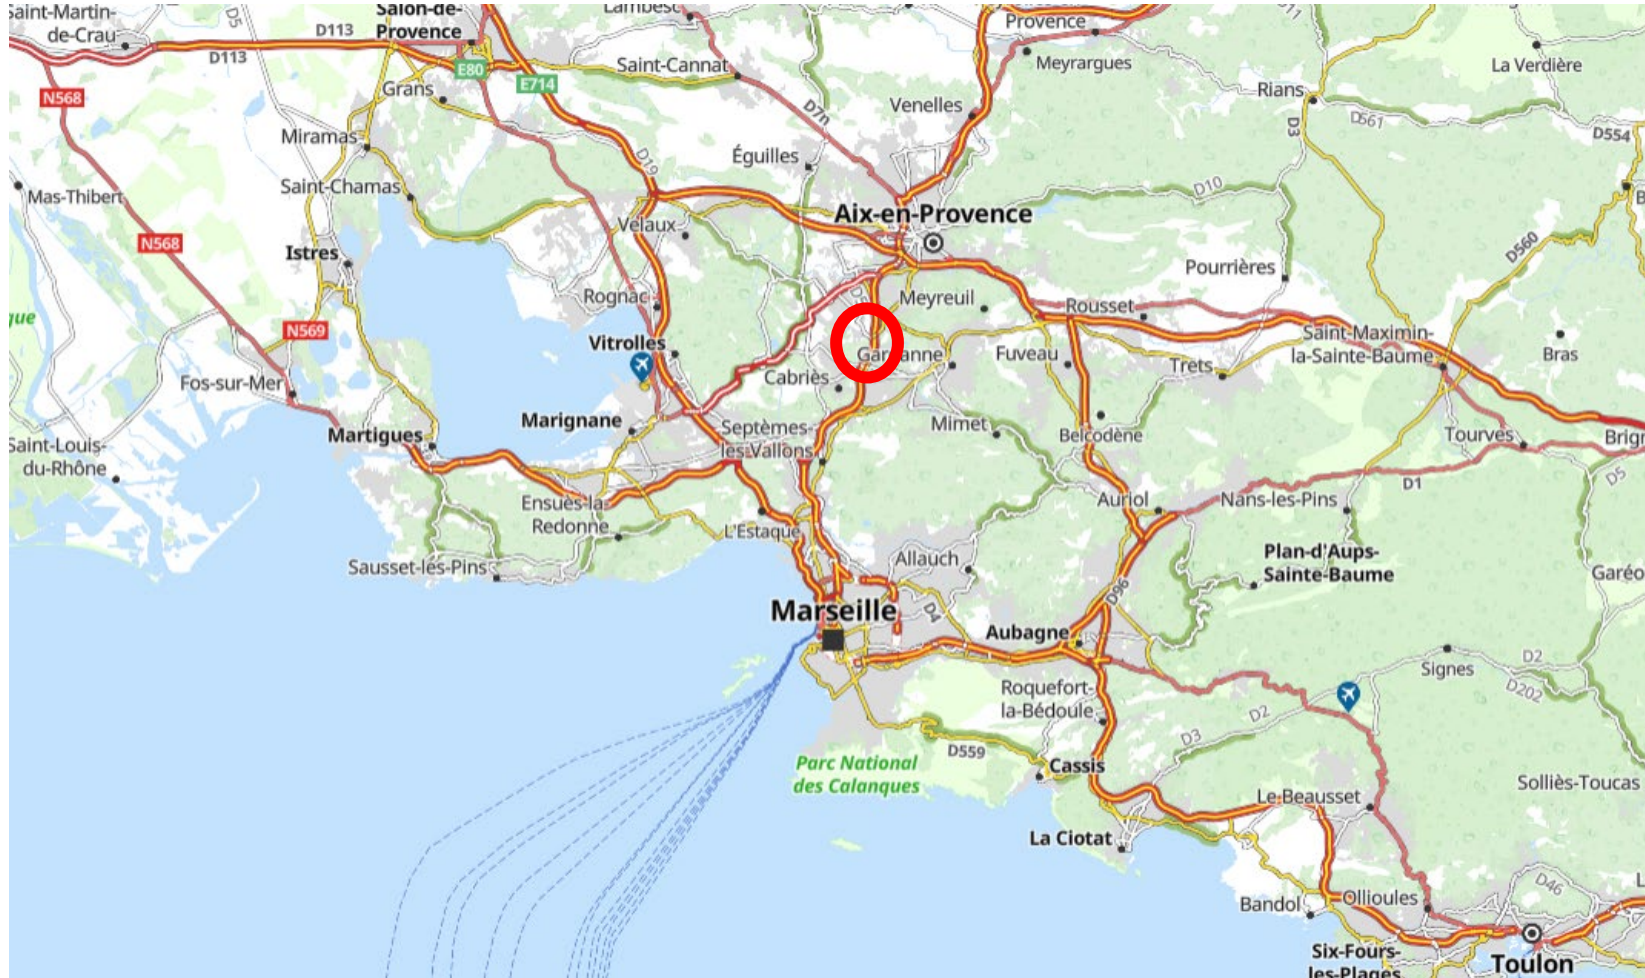 Saint-Martin-
de-Crau
D5
D113
D113
Salon-de-
Provence
E80
E714
Lambesc
Provence
D11
La Verdière
Meyrargues
Saint-Cannat
N568
Grans
Venelles
Rians
D7n
D561
D3
D554
Miramas
D19
Éguilles
Saint-Chamas
Mas-Thibert
D10
Aix-en-Provence
Velaux
N568
Istres
D560
Pourrières
Rognac
Meyreuil
Rousset
N569
Vitrolles
Saint-Maximin-
la-Sainte-Baume
Bras
Fuveau
Trets
Cabriès
Fos-sur-Mer
Marignane
Mimet
Septèmes-
les-Vallons
Belcodène
Tourves
Martigues
Saint-Louis-
du-Rhône
D5
D1
Auriol
Nans-les-Pins
Ensuès-la-
Redonne
L'Estaque
Allauch
Plan-d'Aups-
Sainte-Baume
Sausset-les-Pins
D96
D4
Marseille
Aubagne
Signes
D2
D202
Roquefort-
la-Bédoule
D2
D3
D559
Cassis
Parc National
des Calanques
Solliès-Toucas
Le Beausset
La Ciotat
D46
Bandol
Ollioules
Six-Fours-
les-Plages
Toulon